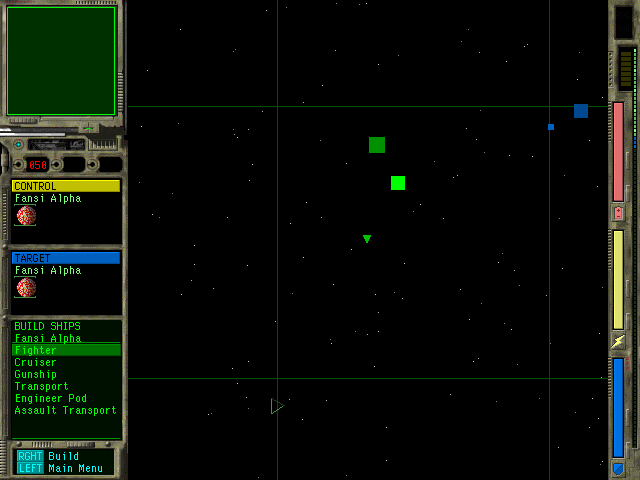 050
CONTROL
Fansi Alpha
TARGET
Fansi Alpha
BUILD SHIPS
Fansi Alpha
Fighter
Cruiser
Gunship
Transport
Engineer Pod
Assault Transport
RGHT Build
LEFT Main Menu